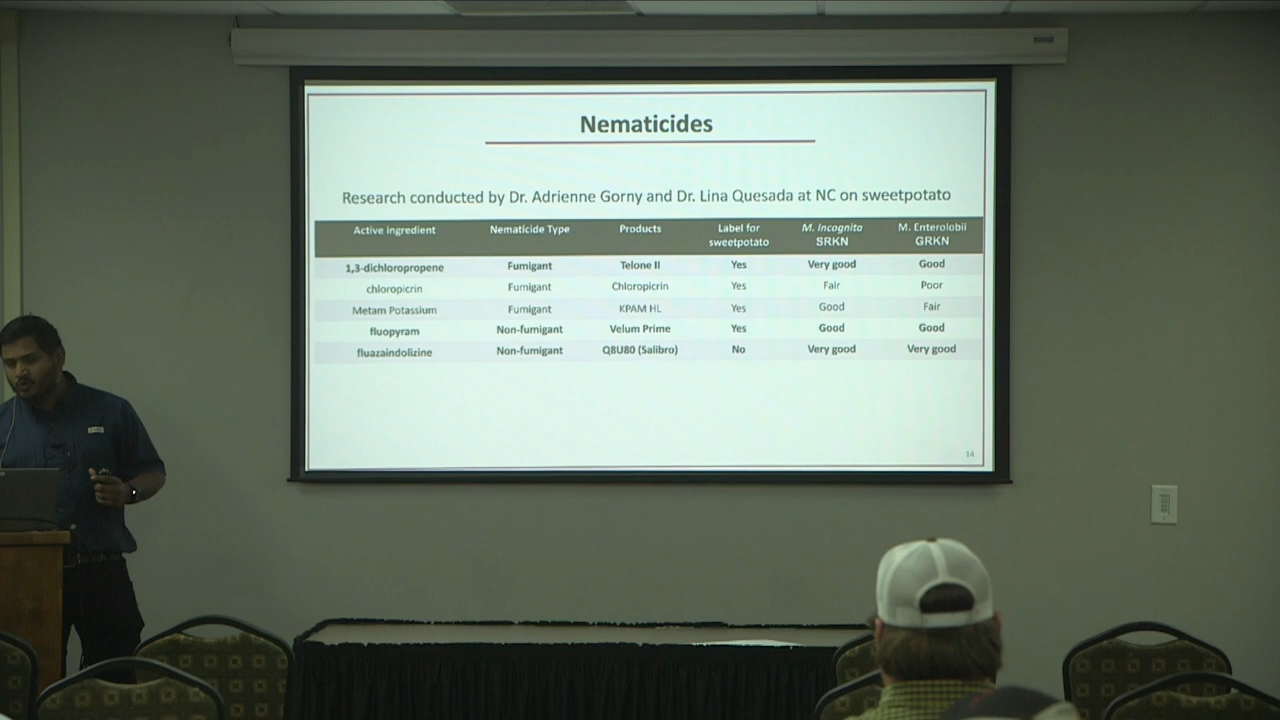 Nematicides
Research conducted by Dr. Adrienne Gorny and Dr. Lina Quesada at NC on sweetpotato
Active ingredient Nematicide Type Products Label for sweetpotato M. Incognita SRKN M. Enterolobii GRKN
1,3-dichloropropene Fumigant Telone II Yes Very good Good
chloropicrin Fumigant Chloropicrin Yes Fair Poor
Metam Potassium Fumigant KPAM HL Yes Good Fair
fluopyram Non-fumigant Velum Prime Yes Good Good
fluazaindolizine Non-fumigant Q8U80 (Salibro) No Very good Very good
14